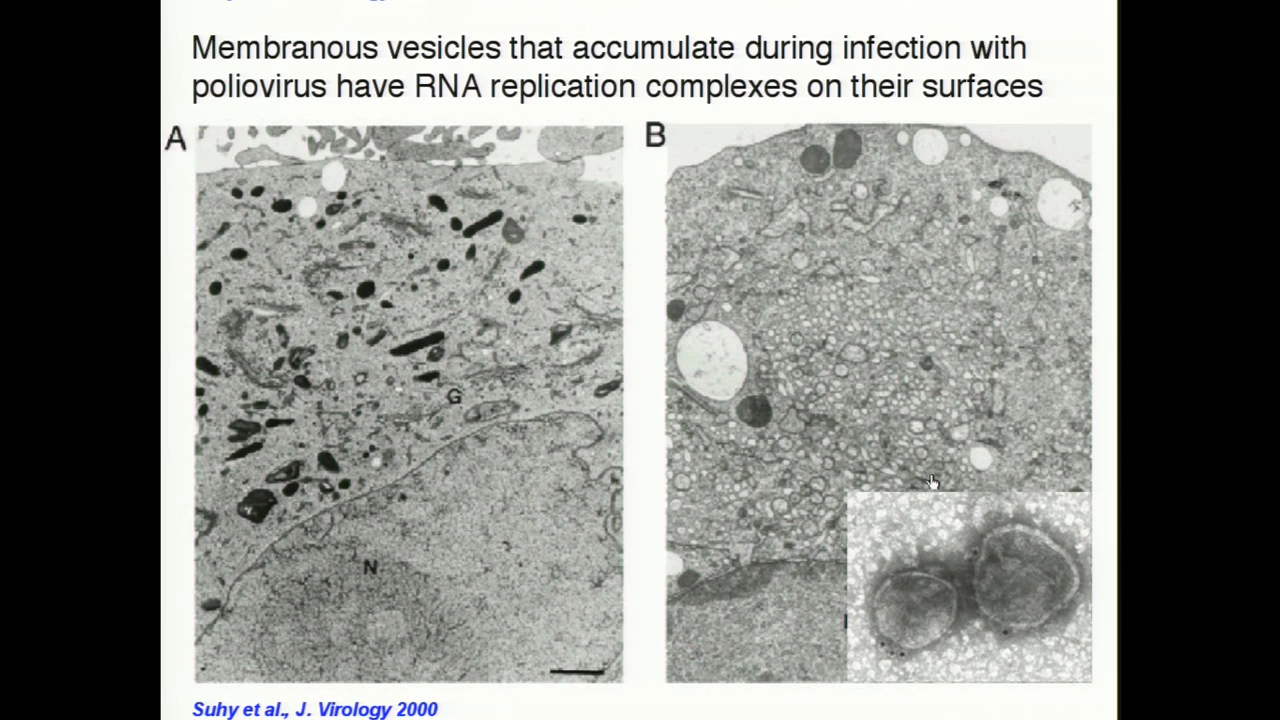 Membranous vesicles that accumulate during infection with
poliovirus have RNA replication complexes on their surfaces
A
B
G
N
Suhy et al., J. Virology 2000